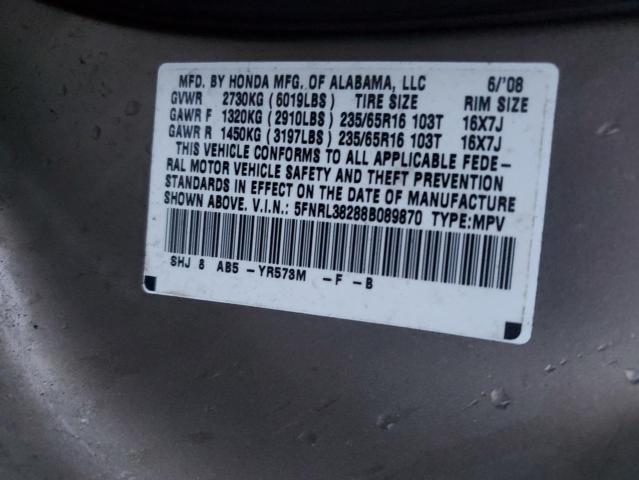 MFD. BY HONDA MFG. OF ALABAMA, LLC 6/'08
GVWR 2730KG (6019LBS) TIRE SIZE RIM SIZE
GAWR F 1320KG (2910LBS) 235/65R16 103T 16X7J
GAWR R 1450KG (3197LBS) 235/65R16 103T 16X7J
THIS VEHICLE CONFORMS TO ALL APPLICABLE FEDE-
RAL MOTOR VEHICLE SAFETY AND THEFT PREVENTION
STANDARDS IN EFFECT ON THE DATE OF MANUFACTURE
SHOWN ABOVE. V.I.N.: 5FNRL38288B089870 TYPE:MPV
SHJ 8 AB5 -YR573M -F -B